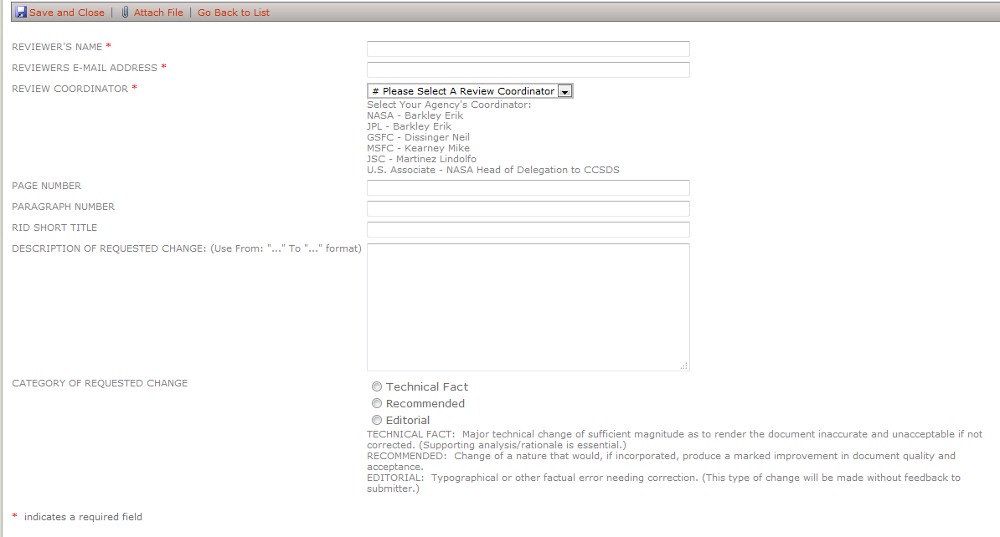 Save and Close | Attach File | Go Back to List
REVIEWER'S NAME *
REVIEWERS E-MAIL ADDRESS *
REVIEW COORDINATOR *
# Please Select A Review Coordinator
Select Your Agency's Coordinator:
NASA - Barkley Erik
JPL - Barkley Erik
GSFC - Dissinger Neil
MSFC - Kearney Mike
JSC - Martinez Lindolfo
U.S. Associate - NASA Head of Delegation to CCSDS
PAGE NUMBER
PARAGRAPH NUMBER
RID SHORT TITLE
DESCRIPTION OF REQUESTED CHANGE: (Use From: "..." To "..." format)
CATEGORY OF REQUESTED CHANGE
Technical Fact
Recommended
Editorial
TECHNICAL FACT:  Major technical change of sufficient magnitude as to render the document inaccurate and unacceptable if not
corrected. (Supporting analysis/rationale is essential.)
RECOMMENDED:  Change of a nature that would, if incorporated, produce a marked improvement in document quality and
acceptance.
EDITORIAL:  Typographical or other factual error needing correction. (This type of change will be made without feedback to
submitter.)
* indicates a required field